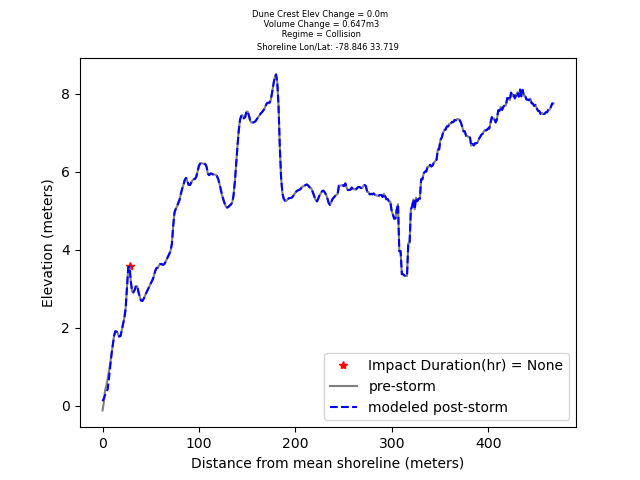 Dune Crest Elev Change = 0.0m
Volume Change = 0.647m3
Regime = Collision
Shoreline Lon/Lat: -78.846 33.719
8
6
4
2
0
Elevation (meters)
Impact Duration(hr) = None
pre-storm
modeled post-storm
0 100 200 300 400
Distance from mean shoreline (meters)